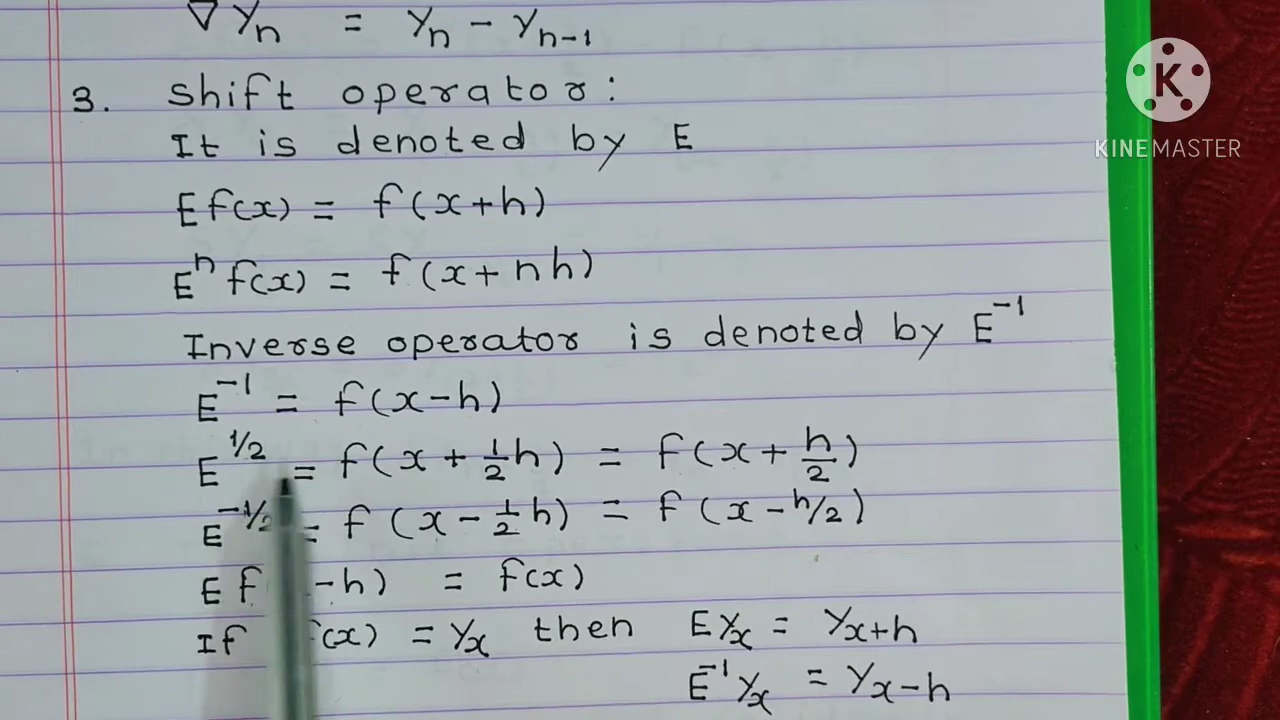 ∇ Yn = Yn - Yn-1
3. Shift operator:
It is denoted by E
E f(x) = f(x+h)
E^n f(x) = f(x+nh)
Inverse operator is denoted by E^-1
E^-1 = f(x-h)
E^1/2 = f(x + 1/2 h) = f(x + h/2)
E^-1/2 = f(x - 1/2 h) = f(x - h/2)
E f( -h) = f(x)
If f(x) = Yx then EYx = Yx+h
E^-1 Yx = Yx-h
K
KINEMASTER